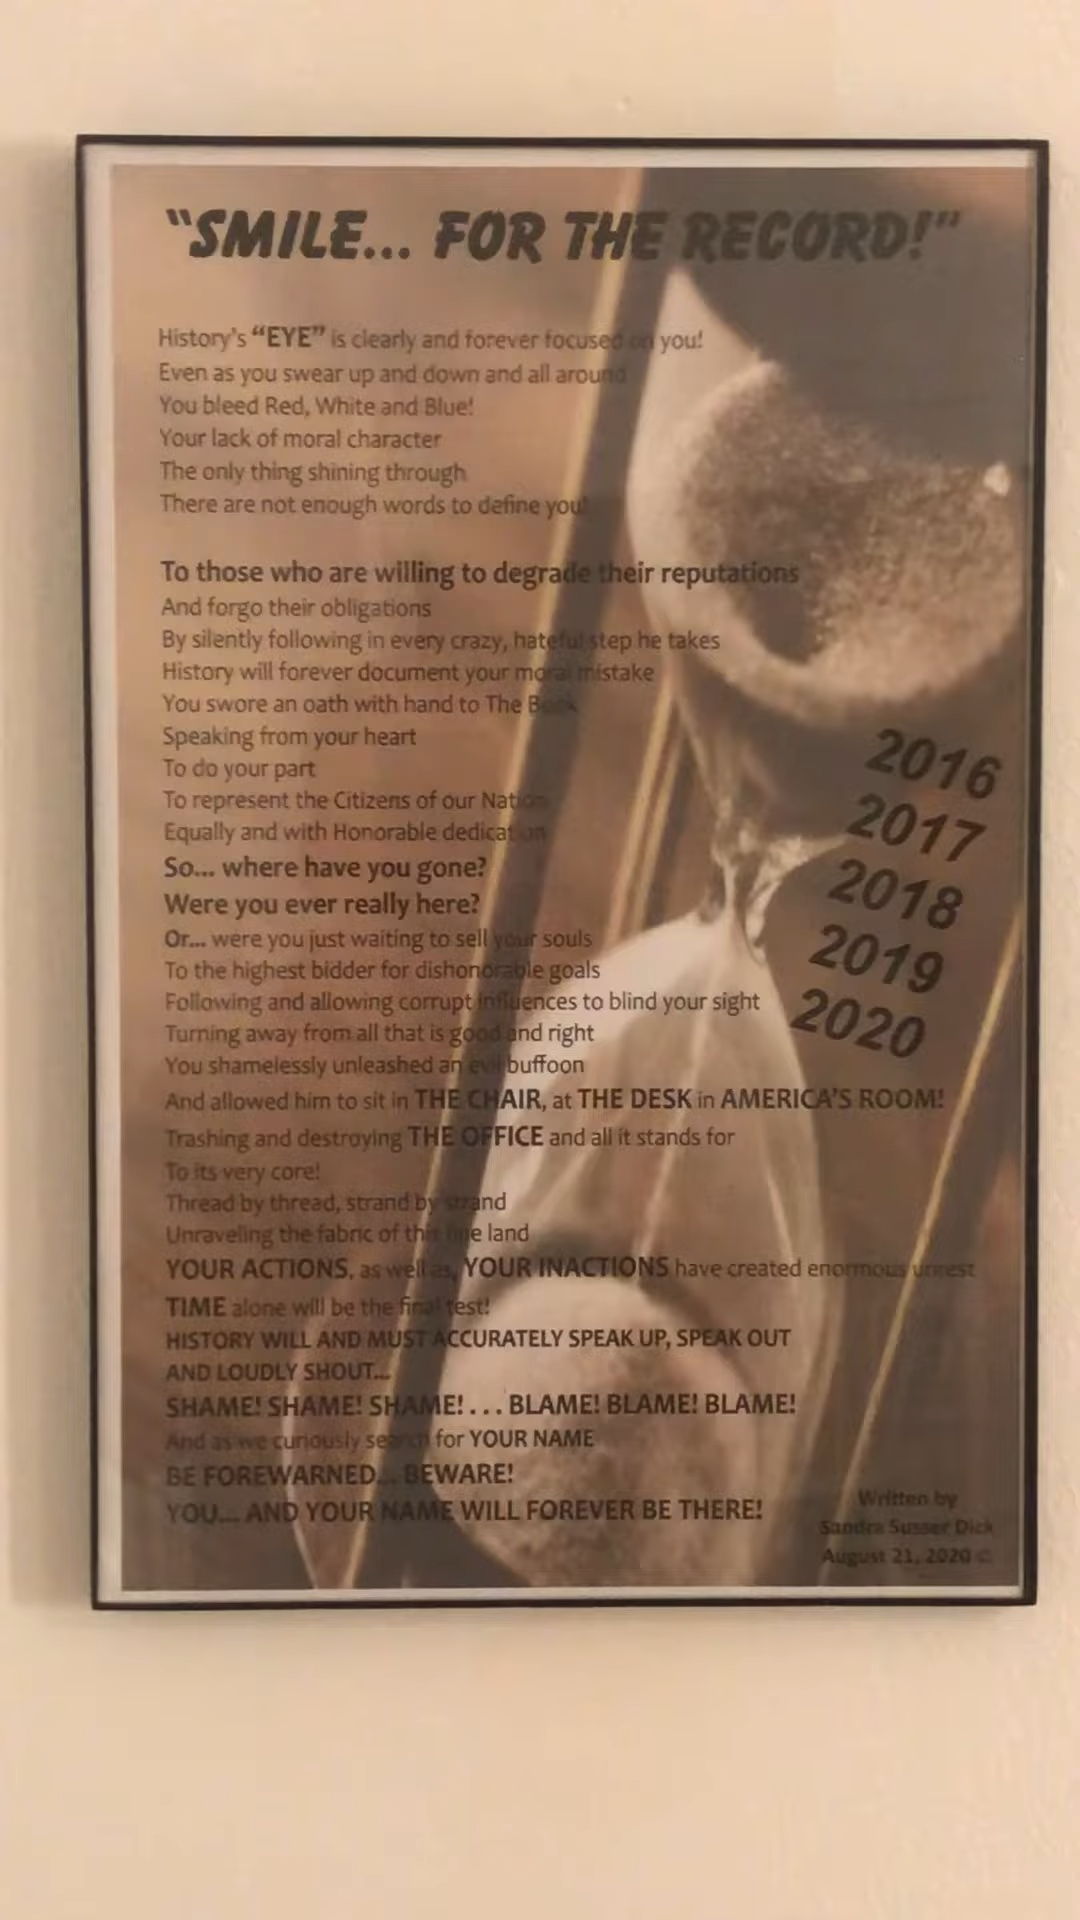 "SMILE... FOR THE RECORD!"
History's "EYE" is clearly and forever focused on you!
Even as you swear up and down and all around
You bleed Red, White and Blue!
Your lack of moral character
The only thing shining through
There are not enough words to define you!
To those who are willing to degrade their reputations
And forgo their obligations
By silently following in every crazy, hateful step he takes
History will forever document your moral mistake
You swore an oath with hand to The Book
Speaking from your heart
To do your part
To represent the Citizens of our Nation
Equally and with Honorable dedication
So... where have you gone?
Were you ever really here?
Or... were you just waiting to sell your souls
To the highest bidder for dishonorable goals
Following and allowing corrupt influences to blind your sight
Turning away from all that is good and right
You shamelessly unleashed an evil buffoon
And allowed him to sit in THE CHAIR, at THE DESK in AMERICA'S ROOM!
Trashing and destroying THE OFFICE and all it stands for
To its very core!
Thread by thread, strand by strand
Unraveling the fabric of this fine land
YOUR ACTIONS, as well as, YOUR INACTIONS have created enormous unrest
TIME alone will be the final test!
HISTORY WILL AND MUST ACCURATELY SPEAK UP, SPEAK OUT
AND LOUDLY SHOUT...
SHAME! SHAME! SHAME! . . . BLAME! BLAME! BLAME!
And as we curiously search for YOUR NAME
BE FOREWARNED... BEWARE!
YOU... AND YOUR NAME WILL FOREVER BE THERE!
2016
2017
2018
2019
2020
Written by
Sandra Susser Dick
August 21, 2020 ©